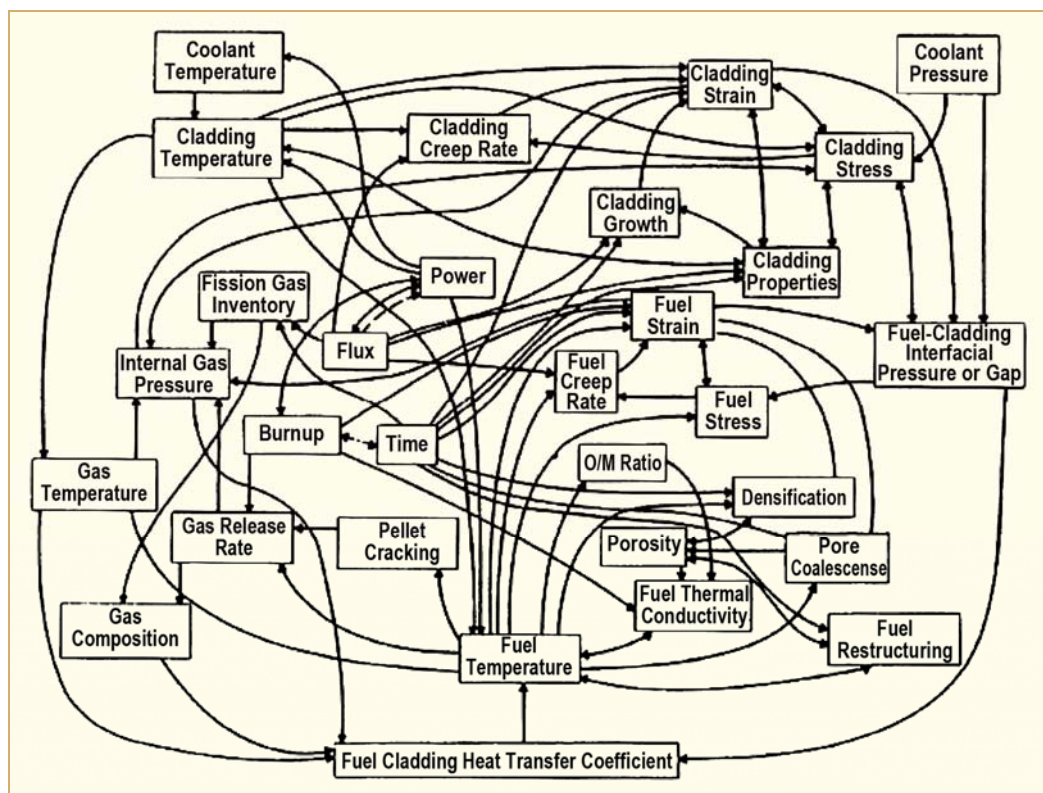 Coolant
Temperature
Cladding
Strain
Coolant
Pressure
Cladding
Temperature
Cladding
Creep Rate
Cladding
Stress
Cladding
Growth
Cladding
Properties
Fission Gas
Inventory
Power
Fuel
Strain
Flux
Internal Gas
Pressure
Fuel
Creep
Rate
Fuel
Stress
Fuel-Cladding
Interfacial
Pressure or Gap
Burnup
Time
Gas
Temperature
O/M Ratio
Densification
Gas Release
Rate
Pellet
Cracking
Porosity
Pore
Coalescense
Fuel Thermal
Conductivity
Gas
Composition
Fuel
Temperature
Fuel
Restructuring
Fuel Cladding Heat Transfer Coefficient